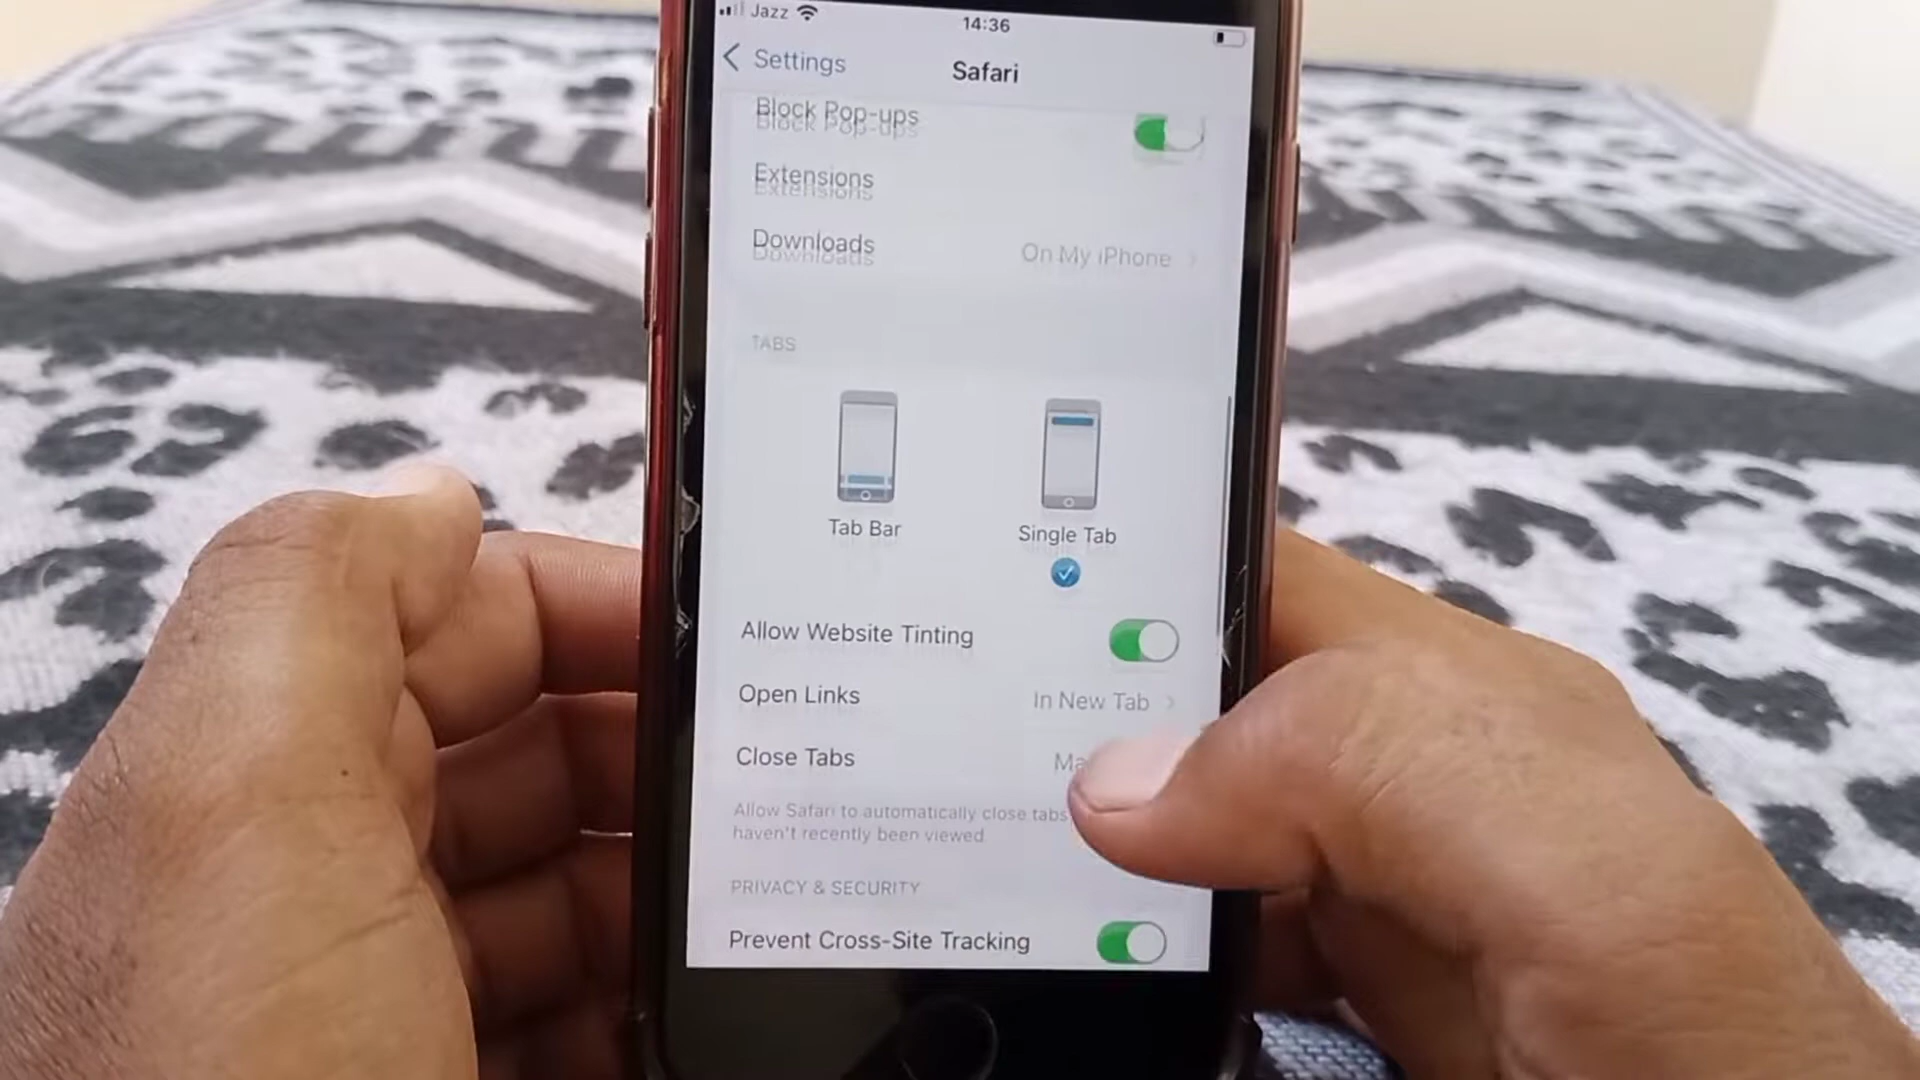 Jazz
14:36
Settings
Safari
Block Pop-ups
Extensions
Downloads
On My iPhone
TABS
Tab Bar
Single Tab
Allow Website Tinting
Open Links
In New Tab
Close Tabs
Allow Safari to automatically close tabs
haven't recently been viewed
PRIVACY & SECURITY
Prevent Cross-Site Tracking